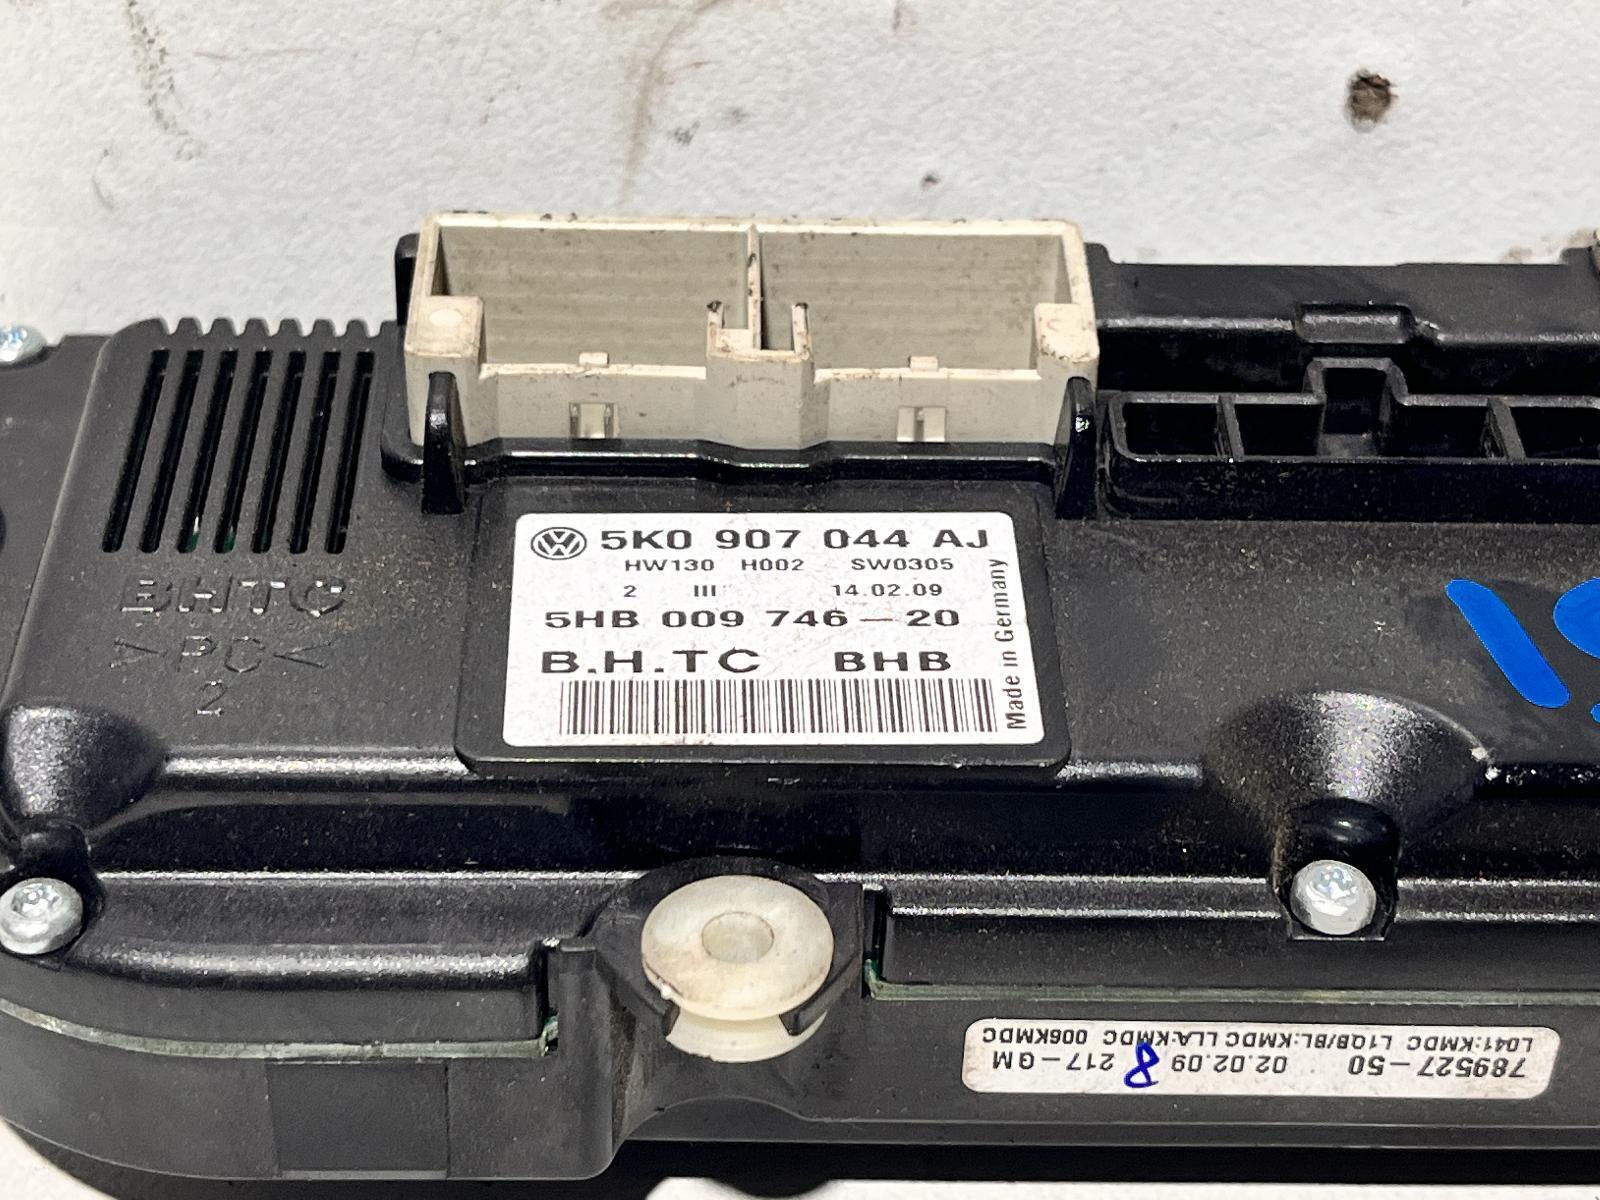 5K0 907 044 AJ
HW130 H002 SW0305
2 III 14.02.09
5HB 009 746-20
B.H.TC BHB
Made in Germany
BHTC
>PC<
2
789527-50 02.02.09 8 217-GM
L041:KMDC L1QB/BL:KMDC LLA:KMDC 006KMDC